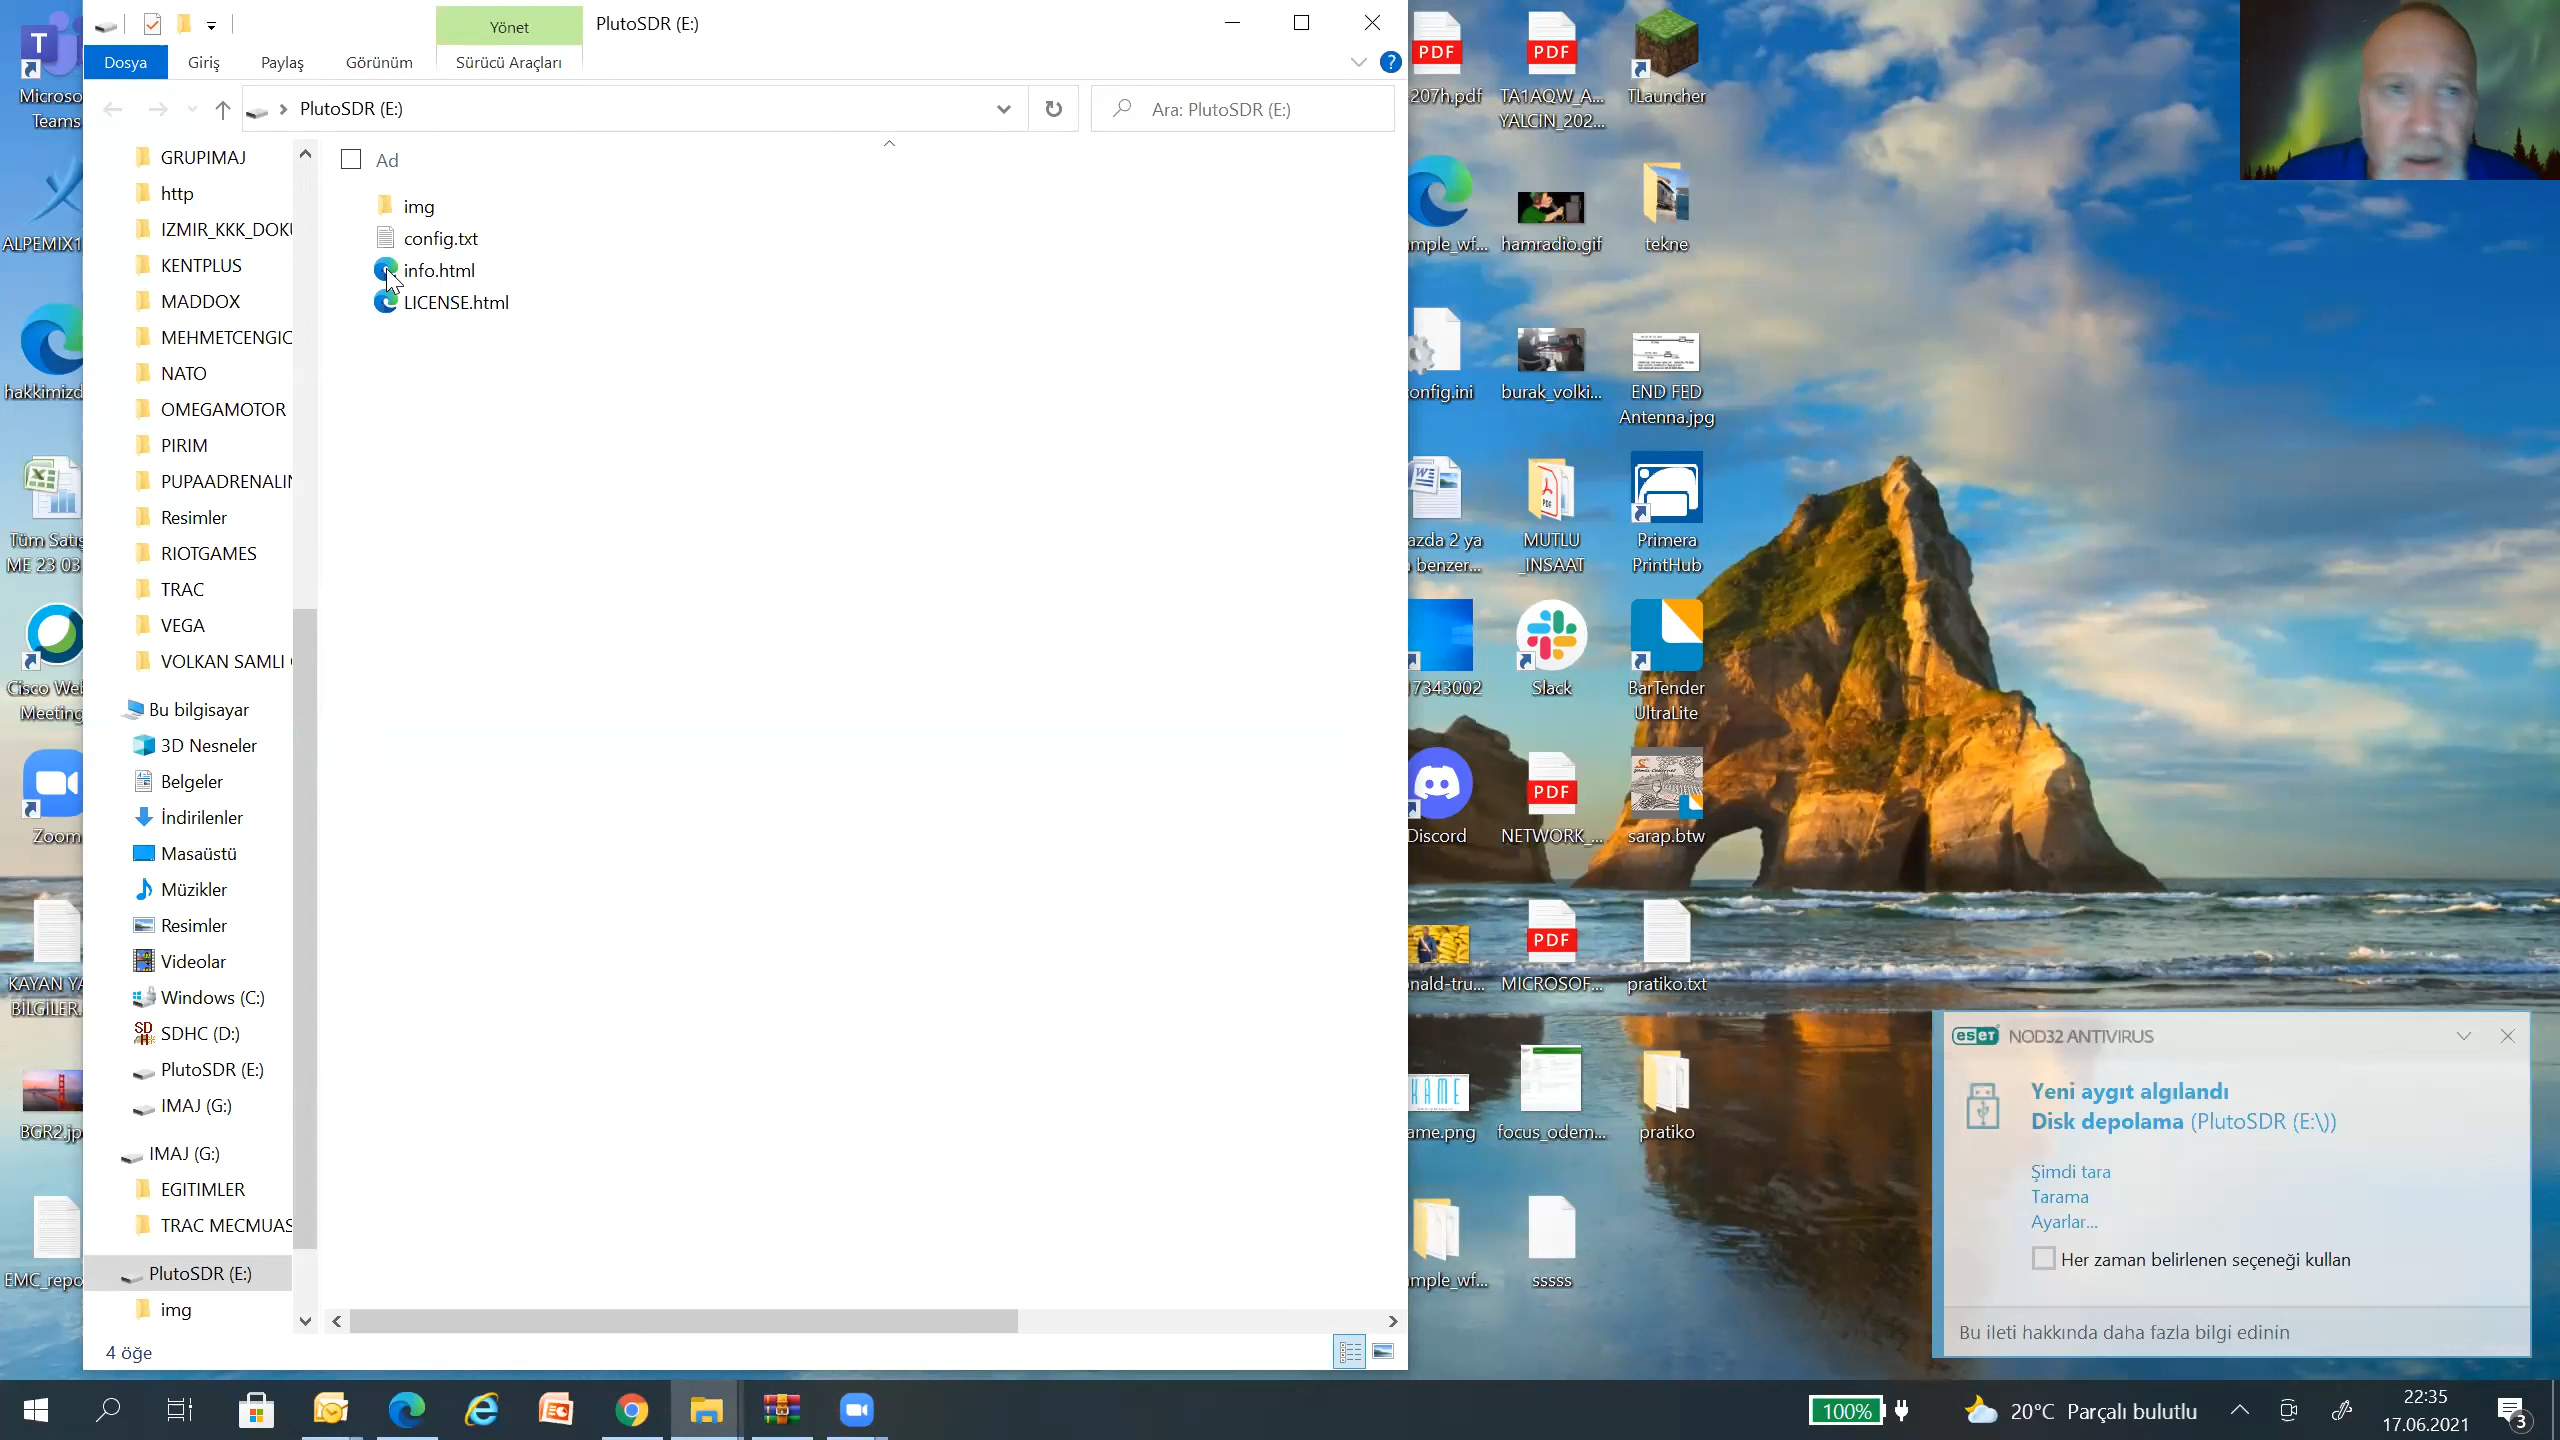 Yönet
PlutoSDR (E:)
Dosya
Giriş
Paylaş
Görünüm
Sürücü Araçları
PlutoSDR (E:)
Ara: PlutoSDR (E:)
GRUPIMAJ
http
IZMIR_KKK_DOKU
KENTPLUS
MADDOX
MEHMETCENGIC
NATO
OMEGAMOTOR
PIRIM
PUPAADRENALIN
Resimler
RIOTGAMES
TRAC
VEGA
VOLKAN SAMLI
Bu bilgisayar
3D Nesneler
Belgeler
İndirilenler
Masaüstü
Müzikler
Resimler
Videolar
Windows (C:)
SDHC (D:)
PlutoSDR (E:)
IMAJ (G:)
IMAJ (G:)
EGITIMLER
TRAC MECMUAS
PlutoSDR (E:)
img
4 öğe
Ad
img
config.txt
info.html
LICENSE.html
Microso
Teams
ALPEMIX1
hakkimizd
Tüm Satış
ME 23 03
Cisco Web
Meeting
Zoom
KAYAN YA
BİLGİLER.
BGR2.jp
EMC_repo
PDF
207h.pdf
PDF
TA1AQW_A...
YALCIN_202...
TLauncher
mple_wf...
hamradio.gif
tekne
onfig.ini
burak_volki...
END FED
Antenna.jpg
azda 2 ya
a benzer...
MUTLU
_INSAAT
Primera
PrintHub
17343002
Slack
BarTender
UltraLite
Discord
PDF
NETWORK_...
sarap.btw
nald-tru...
PDF
MICROSOF...
pratiko.txt
KAME
ame.png
focus_odem...
pratiko
mple_wf...
sssss
eset NOD32 ANTIVIRUS
Yeni aygıt algılandı
Disk depolama (PlutoSDR (E:\))
Şimdi tara
Tarama
Ayarlar...
Her zaman belirlenen seçeneği kullan
Bu ileti hakkında daha fazla bilgi edinin
100%
20°C Parçalı bulutlu
22:35
17.06.2021
3